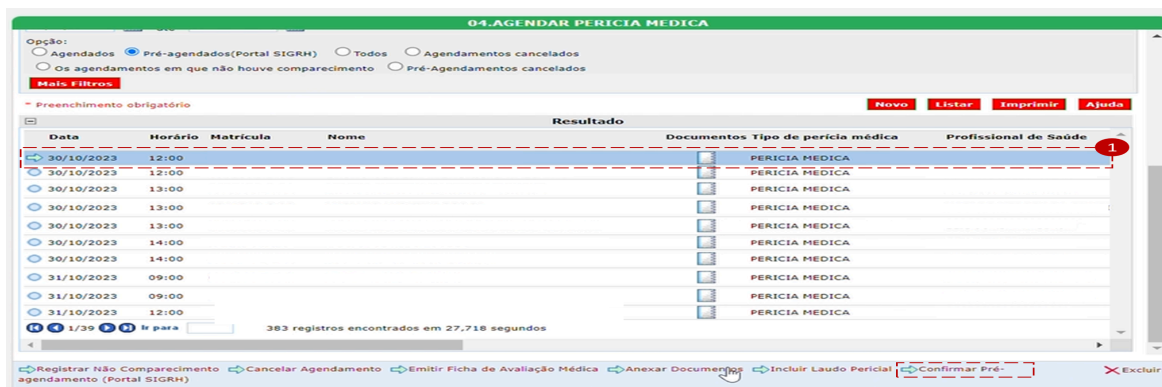 04.AGENDAR PERICIA MEDICA
Opção:
Agendados Pré-agendados(Portal SIGRH) Todos Agendamentos cancelados
Os agendamentos em que não houve comparecimento Pré-Agendamentos cancelados
Mais Filtros
* Preenchimento obrigatório Novo Listar Imprimir Ajuda
Resultado
Data Horário Matrícula Nome Documentos Tipo de perícia médica Profissional de Saúde
1
30/10/2023 12:00 PERICIA MEDICA
30/10/2023 12:00 PERICIA MEDICA
30/10/2023 13:00 PERICIA MEDICA
30/10/2023 13:00 PERICIA MEDICA
30/10/2023 13:00 PERICIA MEDICA
30/10/2023 14:00 PERICIA MEDICA
30/10/2023 14:00 PERICIA MEDICA
31/10/2023 09:00 PERICIA MEDICA
31/10/2023 09:00 PERICIA MEDICA
31/10/2023 12:00 PERICIA MEDICA
1/39 Ir para 383 registros encontrados em 27,718 segundos
Registrar Não Comparecimento Cancelar Agendamento Emitir Ficha de Avaliação Médica Anexar Documentos Incluir Laudo Pericial Confirmar Pré- Excluir
agendamento (Portal SIGRH)